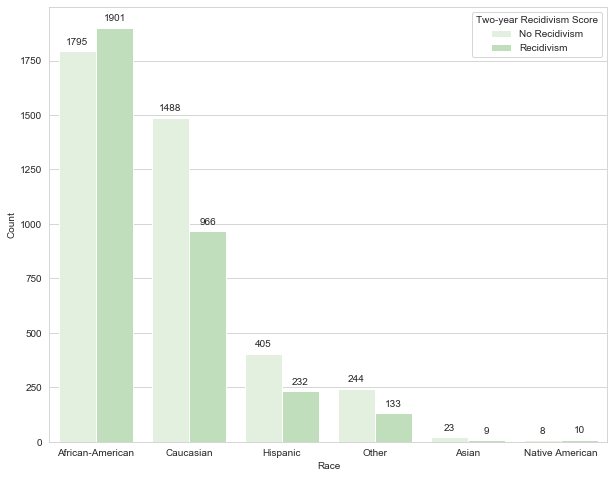 Two-year Recidivism Score
No Recidivism
Recidivism
1901
1795
1750
1488
1500
1250
966
1000
Count
750
500
405
232
244
133
250
23
9
8
10
0
African-American
Caucasian
Hispanic
Other
Asian
Native American
Race